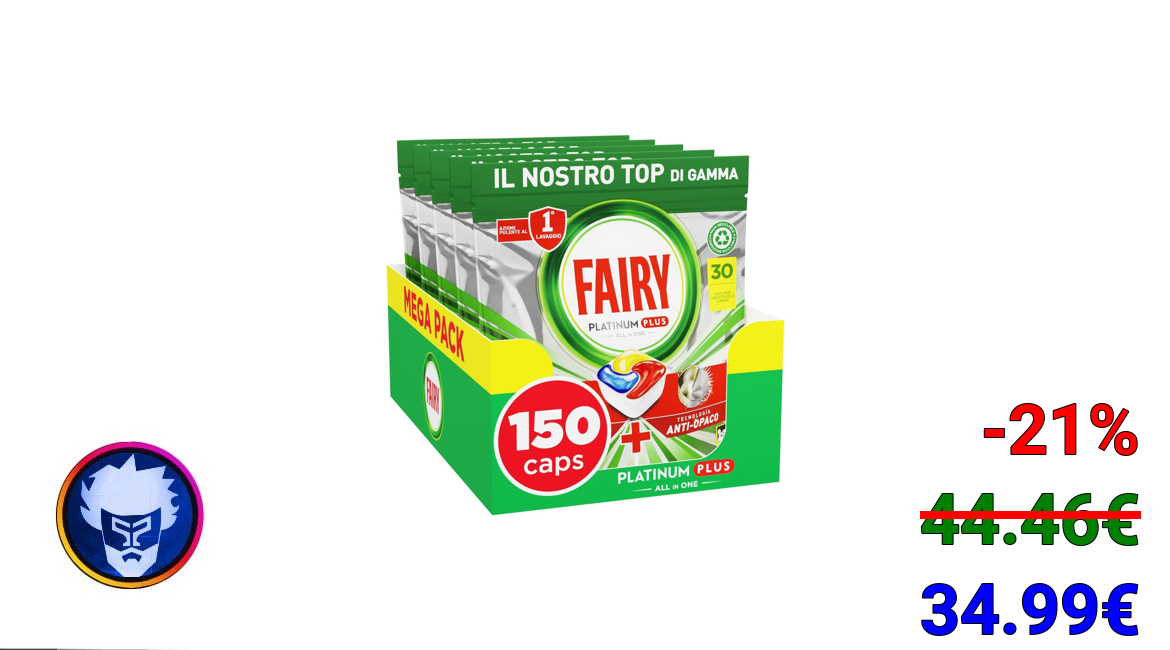 IL NOSTRO TOP DI GAMMA
AZIONE
PULENTE AL
1°
LAVAGGIO
30
FAIRY
PLATINUM PLUS
ALL IN ONE
MEGA PACK
FAIRY
150
caps
TECNOLOGÍA
ANTI-OPACO
+
PLATINUM PLUS
ALL IN ONE
-21%
44.46€
34.99€